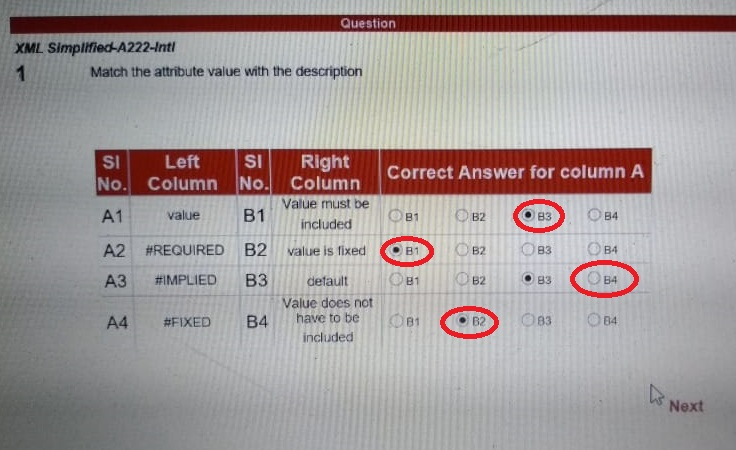 Question
XML Simplified-A222-Intl
1 Match the attribute value with the description
Sl No. Left Column Sl No. Right Column Correct Answer for column A
A1 value B1 Value must be included B1 B2 B3 B4
A2 #REQUIRED B2 value is fixed B1 B2 B3 B4
A3 #IMPLIED B3 default B1 B2 B3 B4
A4 #FIXED B4 Value does not have to be included B1 B2 B3 B4
Next